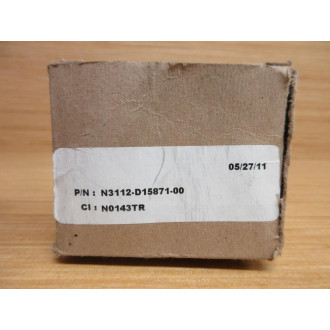 05/27/11
P/N : N3112-D15871-00
CI : N0143TR